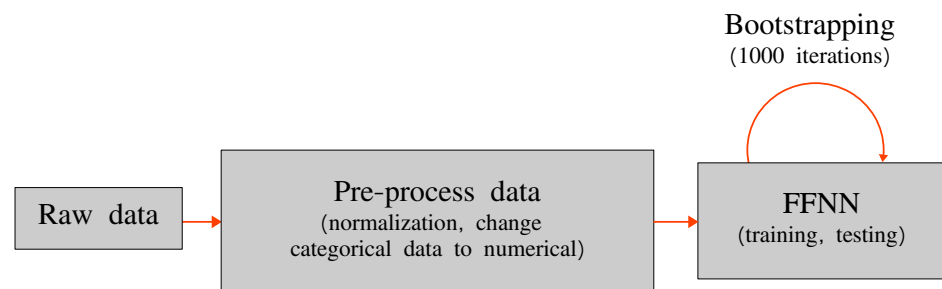 Bootstrapping
(1000 iterations)
Raw data
Pre-process data
(normalization, change
categorical data to numerical)
FFNN
(training, testing)